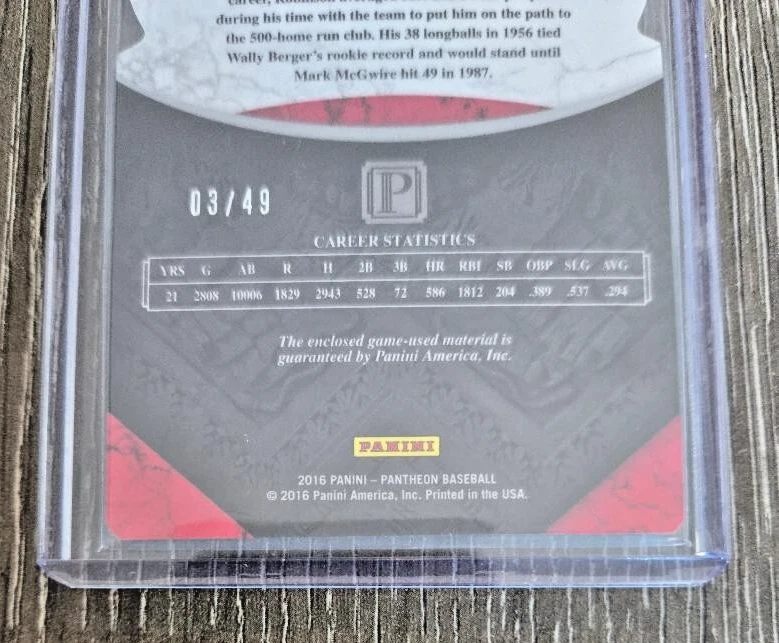 career, Robinson
during his time with the team to put him on the path to
the 500-home run club. His 38 longballs in 1956 tied
Wally Berger's rookie record and would stand until
Mark McGwire hit 49 in 1987.
03/49
P
CAREER STATISTICS
YRS G AB R H 2B 3B HR RBI SB OBP SLG AVG
21 2808 10006 1829 2943 528 72 586 1812 204 .389 .537 .294
The enclosed game-used material is
guaranteed by Panini America, Inc.
PANINI
2016 PANINI – PANTHEON BASEBALL
© 2016 Panini America, Inc. Printed in the USA.